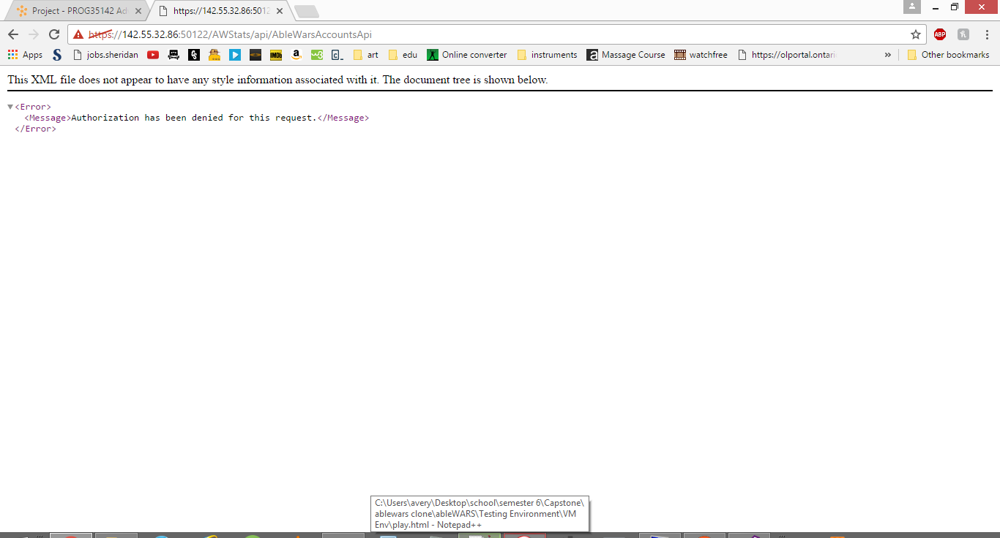 Project - PROG35142 Ad
https://142.55.32.86:5012
https://142.55.32.86:50122/AWStats/api/AbleWarsAccountsApi
ABP
Apps
S
jobs.sheridan
IMDb
a
w3
C_
art
edu
Online converter
instruments
a
Massage Course
watchfree
https://olportal.ontari
»
Other bookmarks
This XML file does not appear to have any style information associated with it. The document tree is shown below.
▼<Error>
<Message>Authorization has been denied for this request.</Message>
</Error>
C:\Users\avery\Desktop\school\semester 6\Capstone\
ablewars clone\ableWARS\Testing Environment\VM
Env\play.html - Notepad++